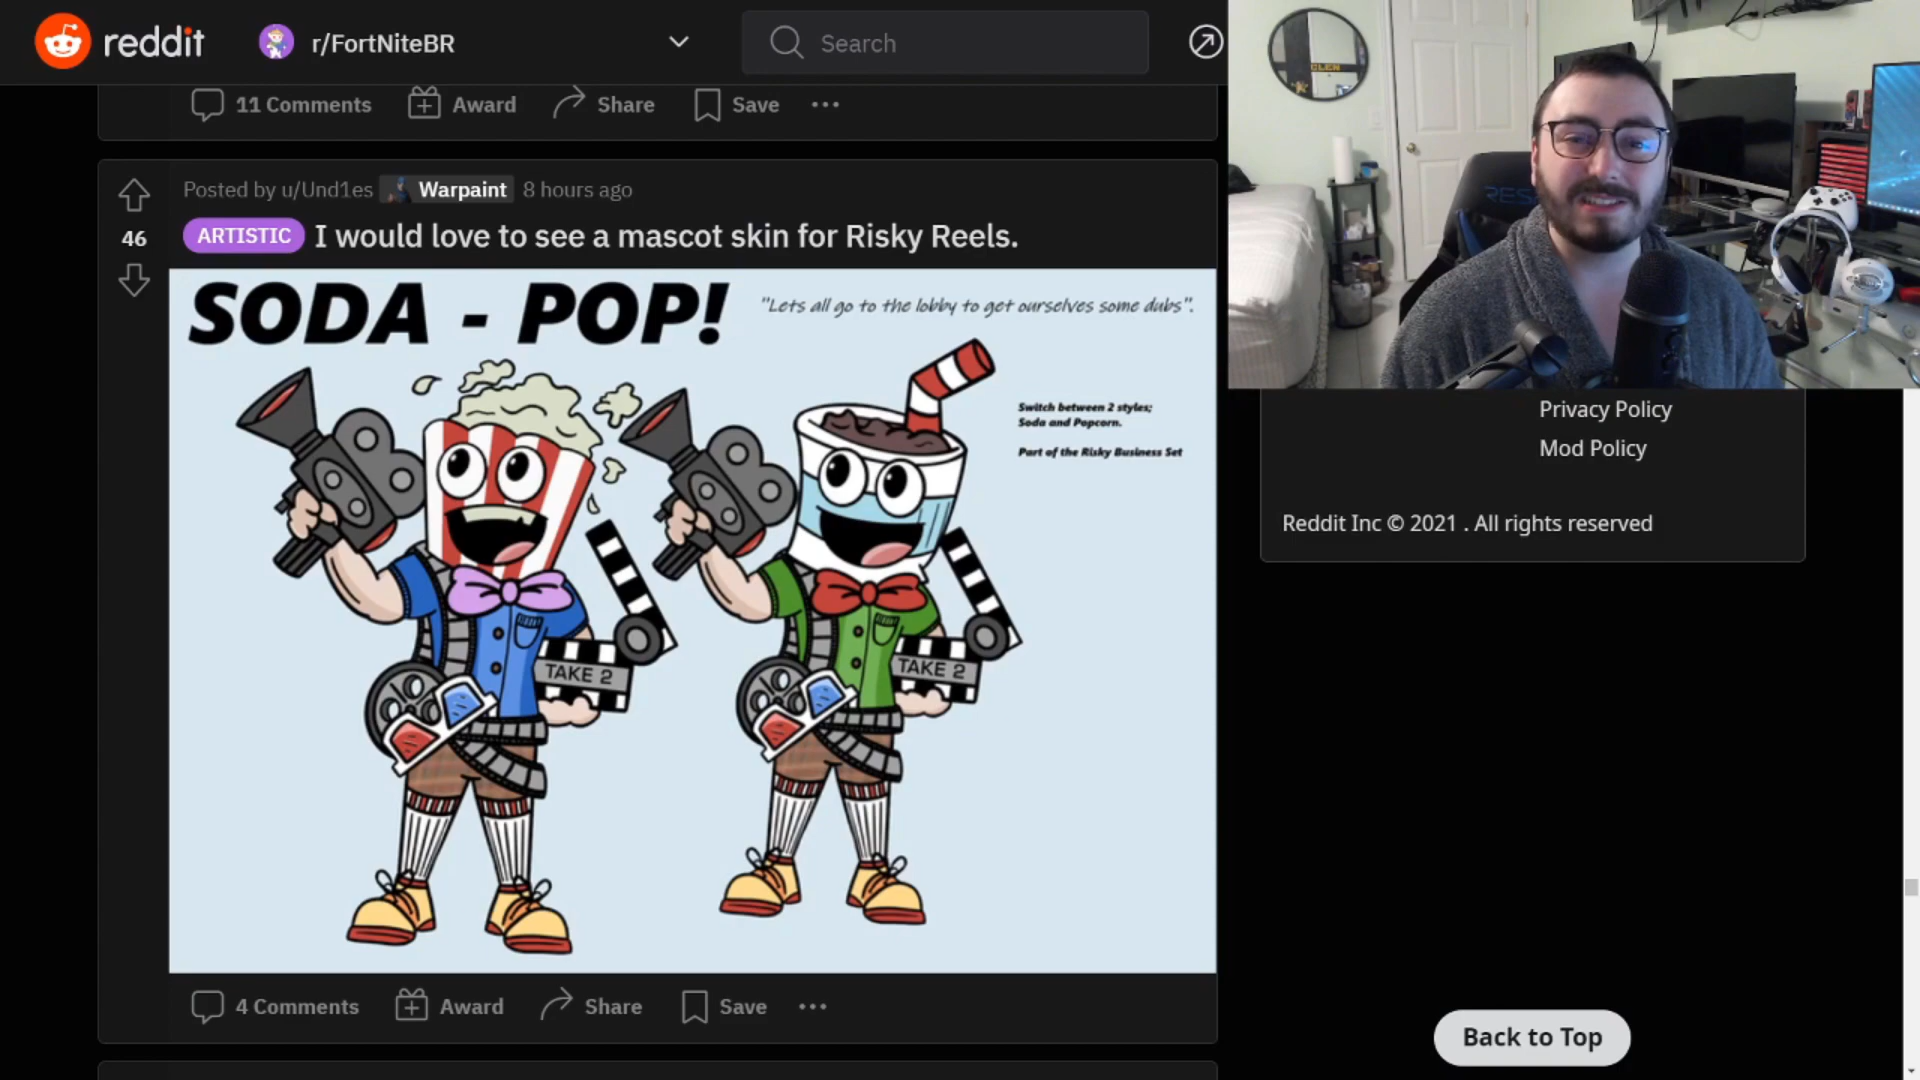 reddit
r/FortNiteBR
Search
11 Comments
Award
Share
Save
Posted by u/Und1es
Warpaint
8 hours ago
46
ARTISTIC
I would love to see a mascot skin for Risky Reels.
SODA - POP!
"Lets all go to the lobby to get ourselves some dubs".
Switch between 2 styles;
Soda and Popcorn.
Part of the Risky Business Set
TAKE 2
TAKE 2
4 Comments
Award
Share
Save
Privacy Policy
Mod Policy
Reddit Inc © 2021 . All rights reserved
Back to Top